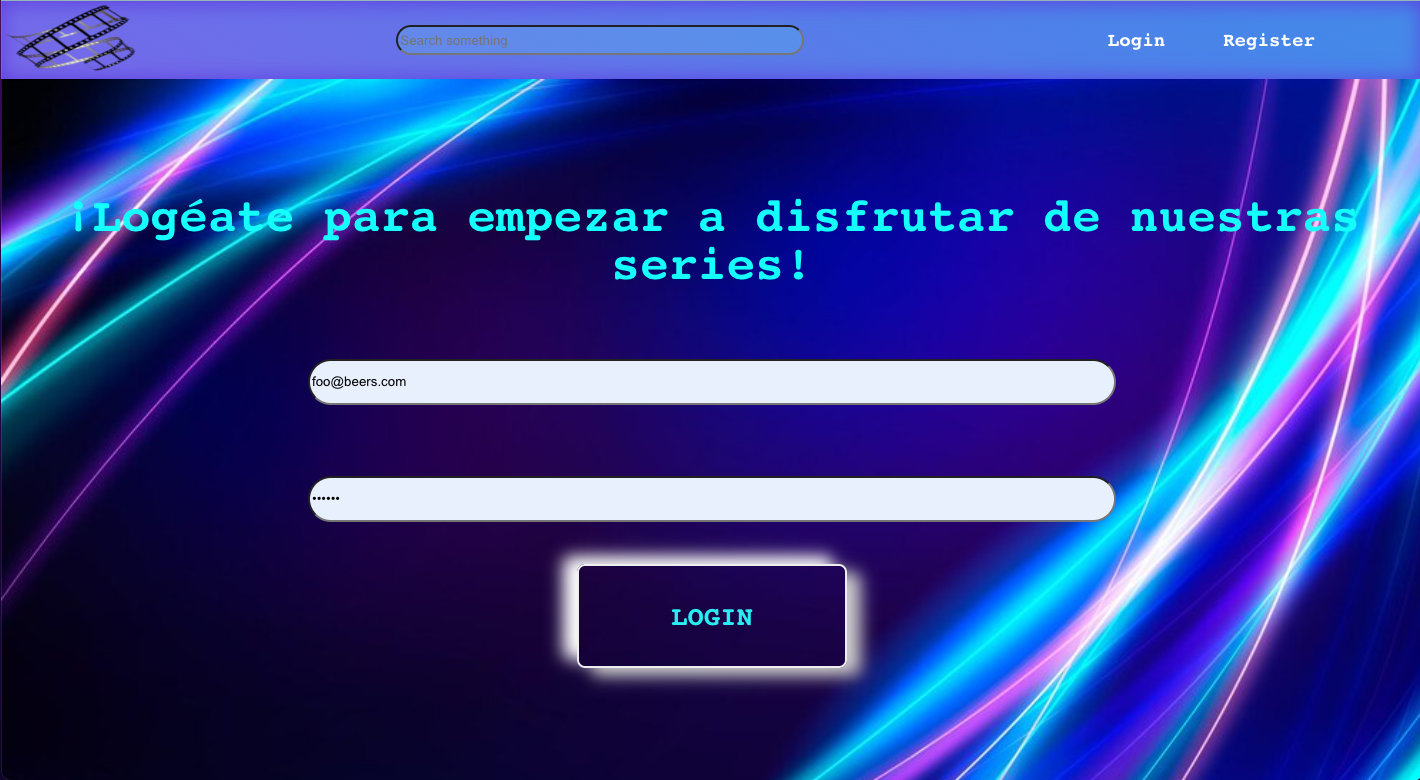 Search something
Login
Register
¡Logéate para empezar a disfrutar de nuestras
series!
foo@beers.com
••••••
LOGIN